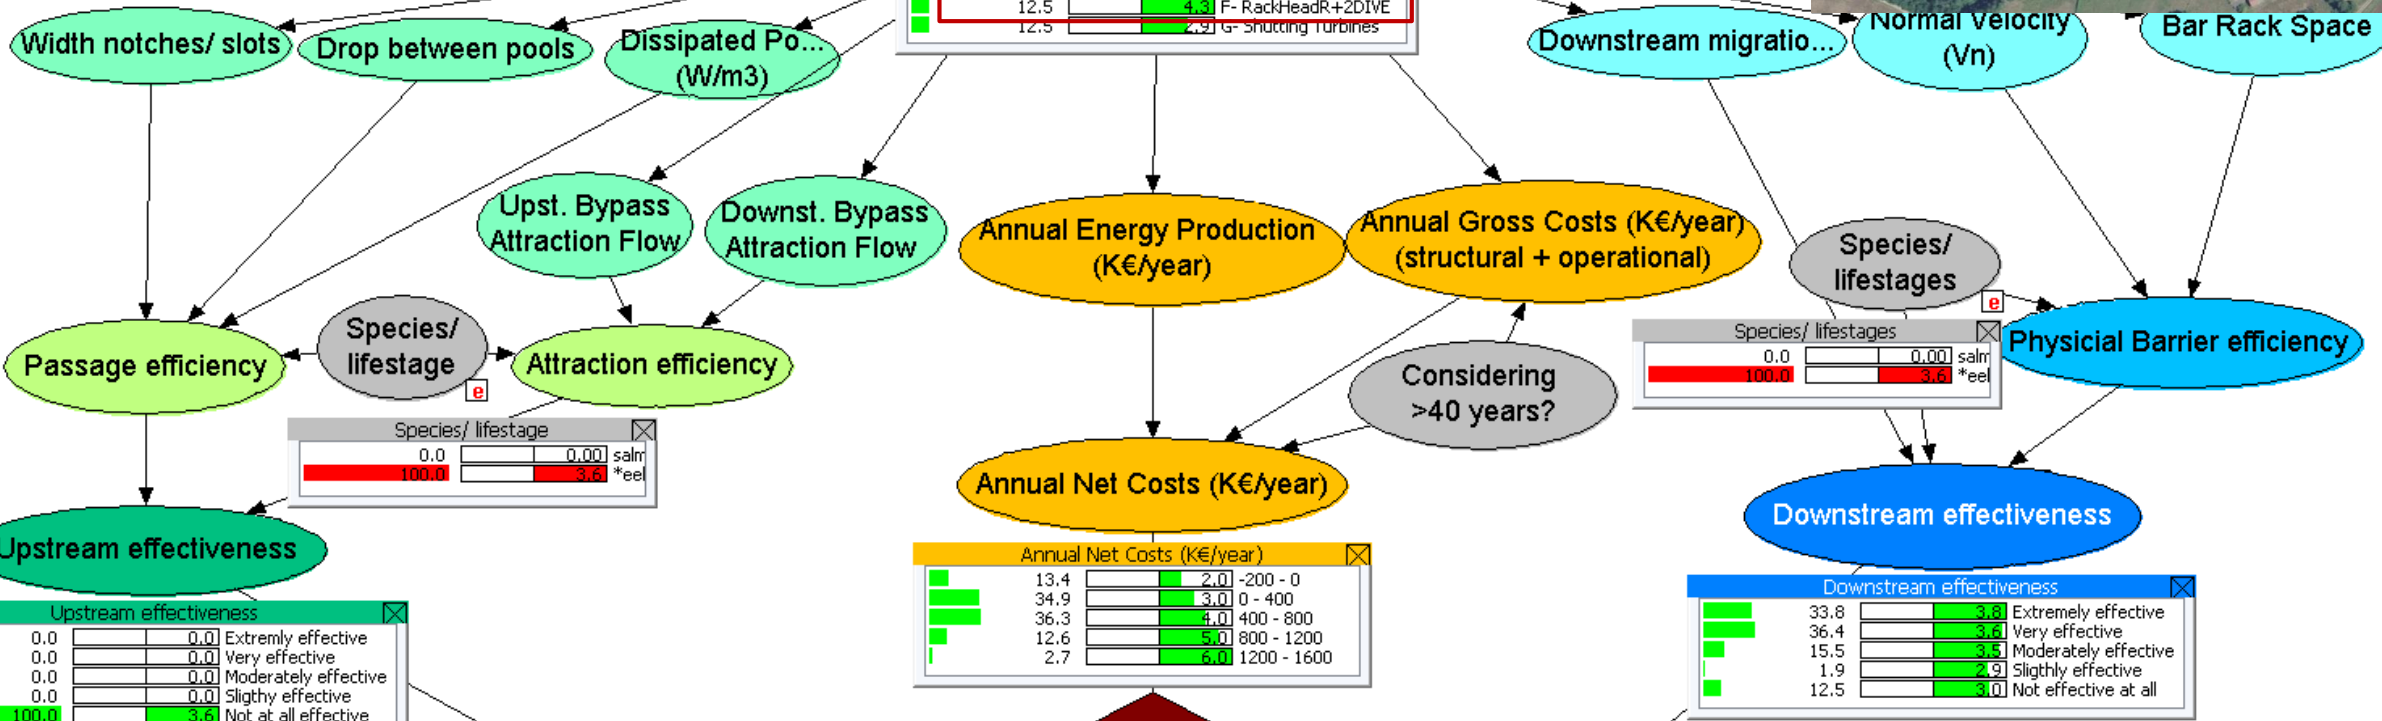 12.5 4.3 F- RackHeadR+2DIVE
12.5 2.9 G- Shutting Turbines
Width notches/ slots
Drop between pools
Dissipated Po...
(W/m3)
Downstream migratio...
Normal Velocity
(Vn)
Bar Rack Space
Upst. Bypass
Attraction Flow
Downst. Bypass
Attraction Flow
Annual Energy Production
(K€/year)
Annual Gross Costs (K€/year)
(structural + operational)
Species/
lifestages
e
Species/
lifestage
e
Passage efficiency
Attraction efficiency
Considering
>40 years?
Species/ lifestages
0.0 0.00 salm
100.0 3.6 *eel
Physicial Barrier efficiency
Species/ lifestage
0.0 0.00 salm
100.0 3.6 *eel
Annual Net Costs (K€/year)
Downstream effectiveness
Upstream effectiveness
Annual Net Costs (K€/year)
13.4 2.0 -200 - 0
34.9 3.0 0 - 400
36.3 4.0 400 - 800
12.6 5.0 800 - 1200
2.7 6.0 1200 - 1600
Downstream effectiveness
33.8 3.8 Extremely effective
36.4 3.6 Very effective
15.5 3.5 Moderately effective
1.9 2.9 Sligthly effective
12.5 3.0 Not effective at all
Upstream effectiveness
0.0 0.0 Extremly effective
0.0 0.0 Very effective
0.0 0.0 Moderately effective
0.0 0.0 Sligthy effective
100.0 3.6 Not at all effective